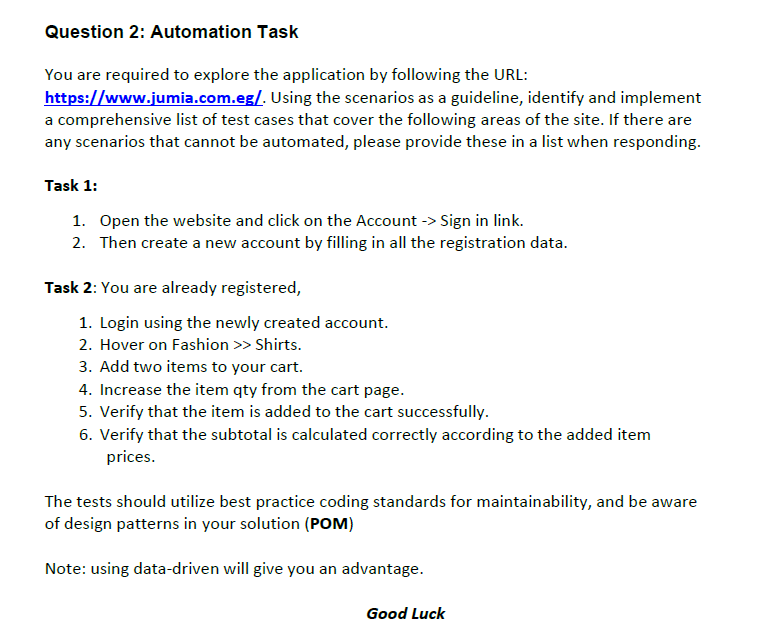 Question 2: Automation Task
You are required to explore the application by following the URL:
https://www.jumia.com.eg/. Using the scenarios as a guideline, identify and implement
a comprehensive list of test cases that cover the following areas of the site. If there are
any scenarios that cannot be automated, please provide these in a list when responding.
Task 1:
1. Open the website and click on the Account -> Sign in link.
2. Then create a new account by filling in all the registration data.
Task 2: You are already registered,
1. Login using the newly created account.
2. Hover on Fashion >> Shirts.
3. Add two items to your cart.
4. Increase the item qty from the cart page.
5. Verify that the item is added to the cart successfully.
6. Verify that the subtotal is calculated correctly according to the added item
prices.
The tests should utilize best practice coding standards for maintainability, and be aware
of design patterns in your solution (POM)
Note: using data-driven will give you an advantage.
Good Luck